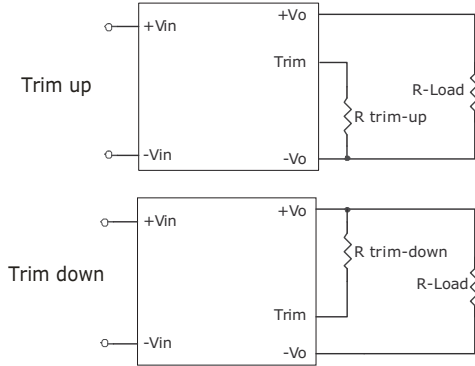 +Vo
+Vin
Trim
Trim up
R-Load
R trim-up
-Vin
-Vo
+Vo
+Vin
R trim-down
Trim down
R-Load
Trim
-Vin
-Vo